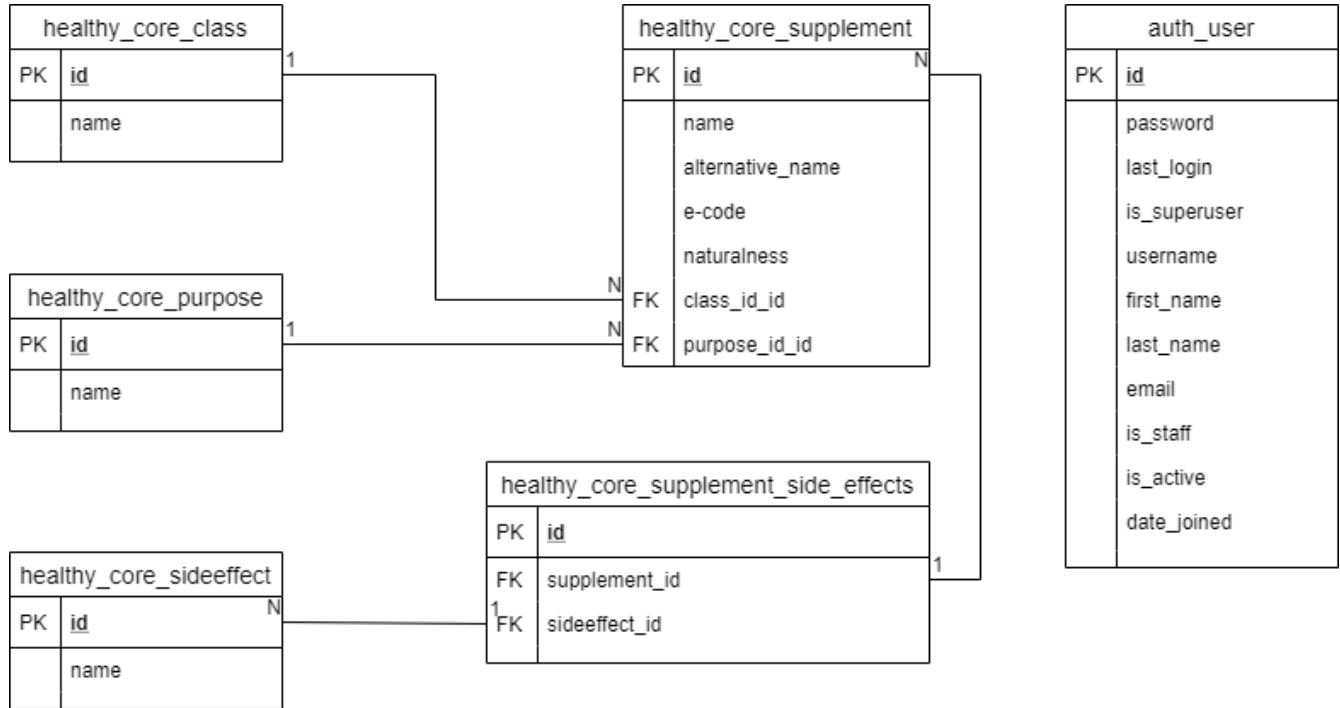 healthy_core_class
1
PK id
name
healthy_core_purpose
1
PK id
name
healthy_core_sideeffect
N
PK id
name
healthy_core_supplement
N
PK id
name
alternative_name
e-code
naturalness
N
FK class_id_id
N
FK purpose_id_id
healthy_core_supplement_side_effects
PK id
1
FK supplement_id
1
FK sideeffect_id
auth_user
PK id
password
last_login
is_superuser
username
first_name
last_name
email
is_staff
is_active
date_joined